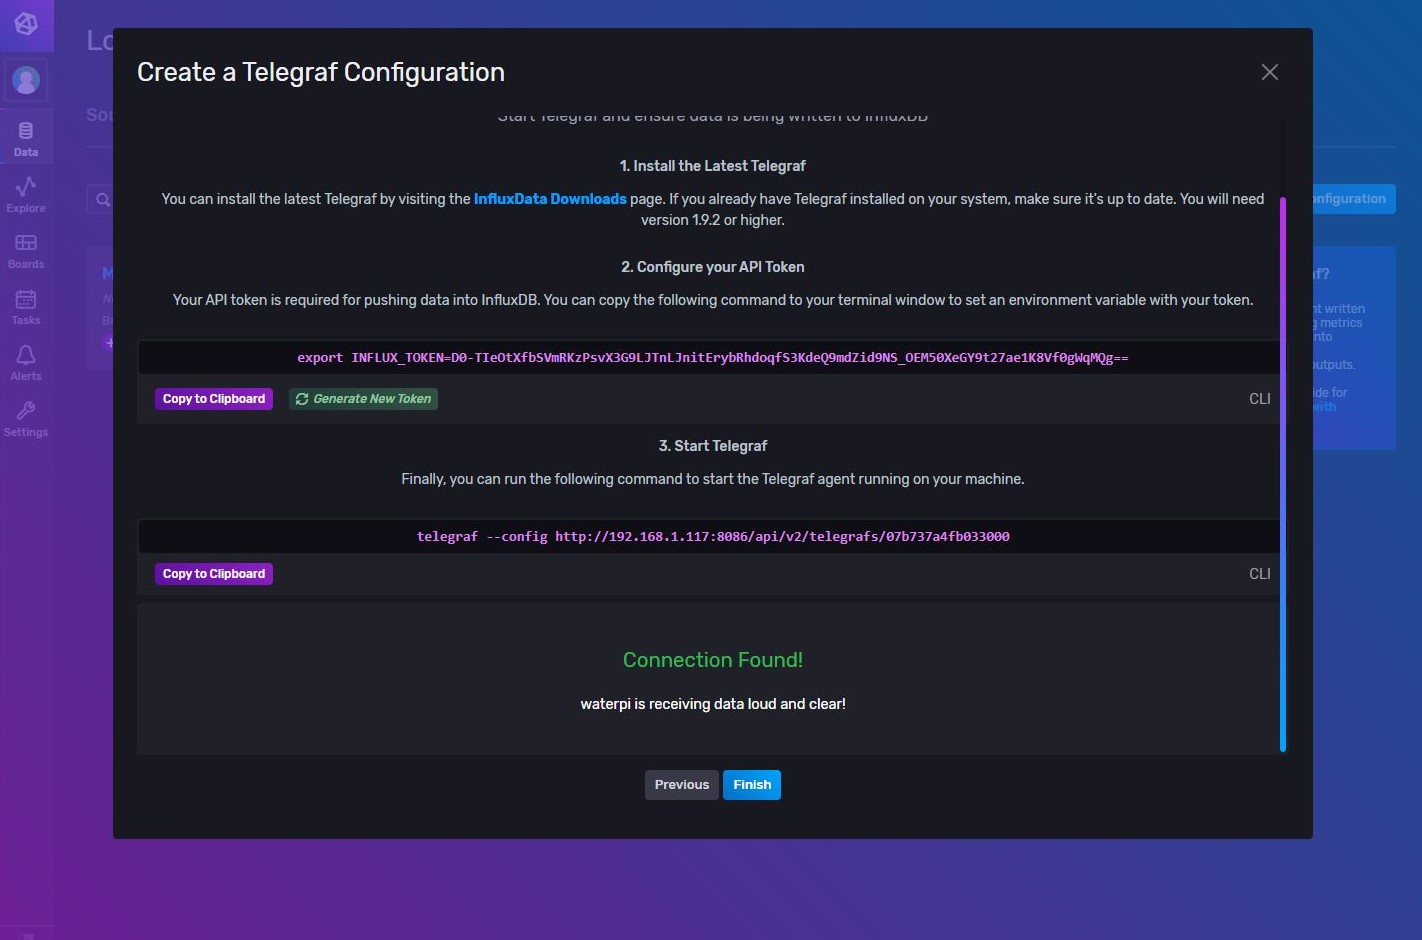 Lo
Create a Telegraf Configuration
Sou
Start Telegraf and ensure data is being written to InfluxDB
Data
Explore
Boards
Tasks
Alerts
Settings
1. Install the Latest Telegraf
You can install the latest Telegraf by visiting the InfluxData Downloads page. If you already have Telegraf installed on your system, make sure it's up to date. You will need
version 1.9.2 or higher.
2. Configure your API Token
Your API token is required for pushing data into InfluxDB. You can copy the following command to your terminal window to set an environment variable with your token.
export INFLUX_TOKEN=D0-TIeOtXfbSVmRKzPsvX3G9LJTnLJnitErybRhdoqfS3KdeQ9mdZid9NS_OEM50XeGY9t27ae1K8Vf0gWqMQg==
Copy to Clipboard
Generate New Token
CLI
3. Start Telegraf
Finally, you can run the following command to start the Telegraf agent running on your machine.
telegraf --config http://192.168.1.117:8086/api/v2/telegrafs/07b737a4fb033000
Copy to Clipboard
CLI
Connection Found!
waterpi is receiving data loud and clear!
Previous
Finish
nfiguration
af?
nt written
g metrics
nto
outputs.
ide for
with